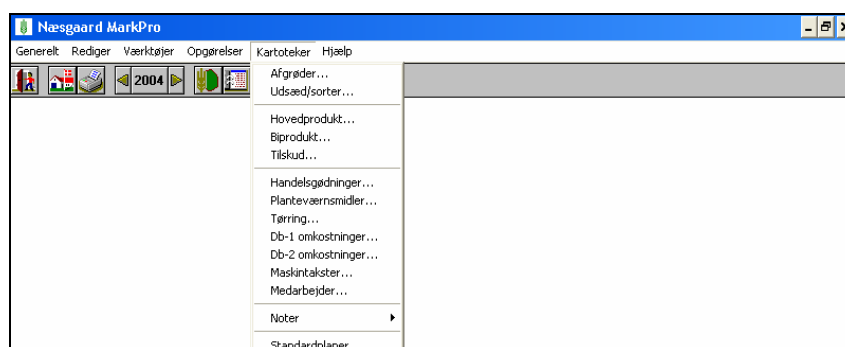 Næsgaard MarkPro
Generelt Rediger Værktøjer Opgørelser Kartoteker Hjælp
2004
Afgrøder...
Udsæd/sorter...
Hovedprodukt...
Biprodukt...
Tilskud...
Handelsgødninger...
Planteværnsmidler...
Tørring...
Db-1 omkostninger...
Db-2 omkostninger...
Maskintakster...
Medarbejder...
Noter
Standardplaner